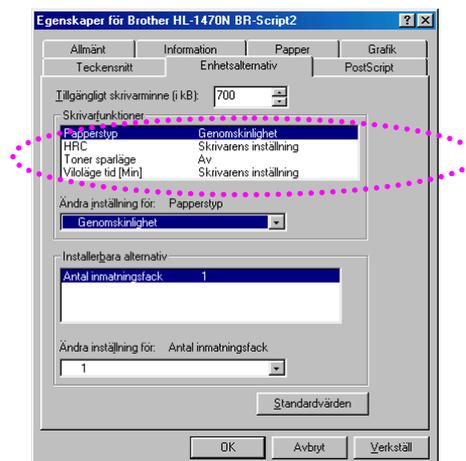 Egenskaper för Brother HL-1470N BR-Script2
Allmänt Information Papper Grafik
Teckensnitt Enhetsalternativ PostScript
Tillgängligt skrivarminne (i kB): 700
Skrivarfunktioner
Papperstyp Genomskinlighet
HRC Skrivarens inställning
Toner sparläge Av
Viloläge tid [Min] Skrivarens inställning
Ändra inställning för: Papperstyp
Genomskinlighet
Installerbara alternativ
Antal inmatningsfack 1
Ändra inställning för: Antal inmatningsfack
1
Standardvärden
OK Avbryt Verkställ